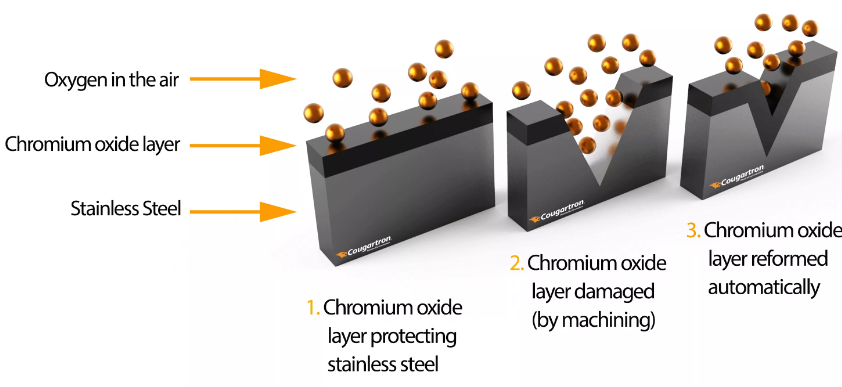 Oxygen in the air
Chromium oxide layer
Stainless Steel
Cougartron
1. Chromium oxide
layer protecting
stainless steel
Cougartron
2. Chromium oxide
layer damaged
(by machining)
Cougartron
3. Chromium oxide
layer reformed
automatically